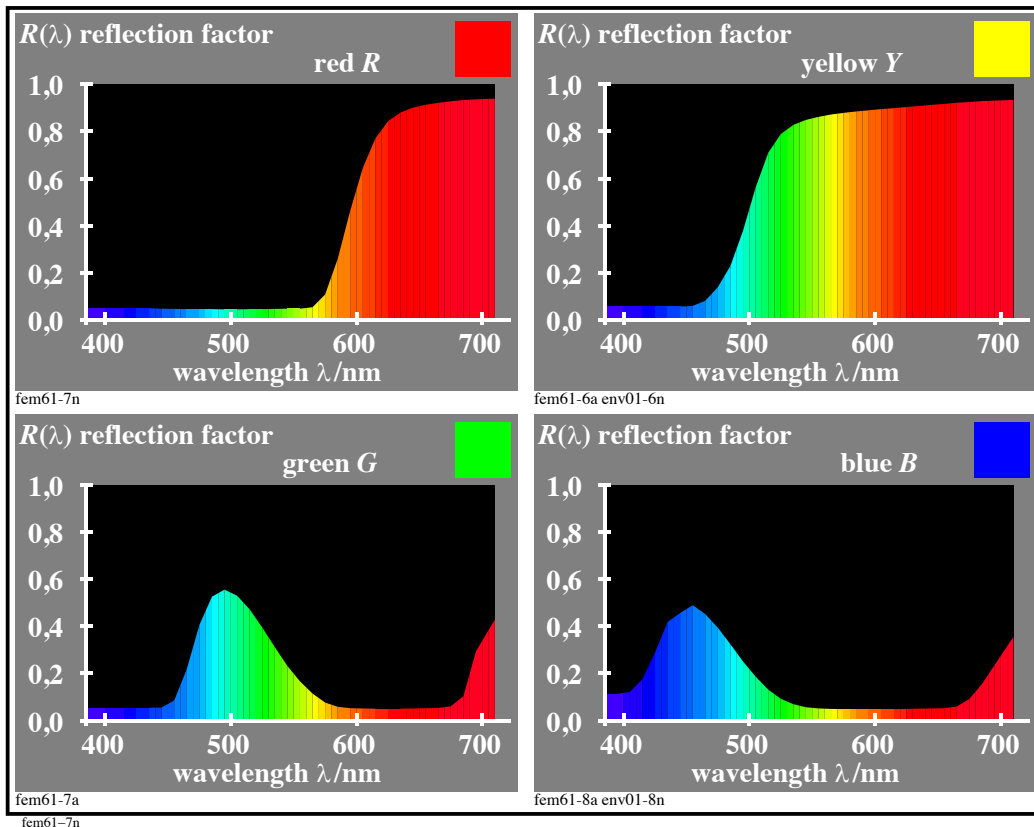 R(λ) reflection factor
red R
1,0
0,8
0,6
0,4
0,2
0,0
400 500 600 700
wavelength λ/nm
fem61-7n
R(λ) reflection factor
yellow Y
1,0
0,8
0,6
0,4
0,2
0,0
400 500 600 700
wavelength λ/nm
fem61-6a env01-6n
R(λ) reflection factor
green G
1,0
0,8
0,6
0,4
0,2
0,0
400 500 600 700
wavelength λ/nm
fem61-7a
R(λ) reflection factor
blue B
1,0
0,8
0,6
0,4
0,2
0,0
400 500 600 700
wavelength λ/nm
fem61-8a env01-8n
fem61–7n